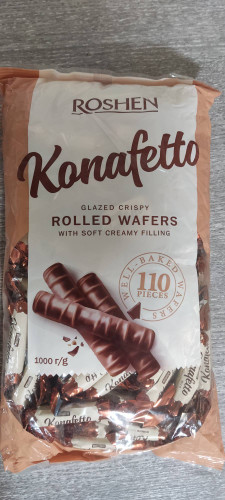 ROSHEN
Konafetto
GLAZED CRISPY
ROLLED WAFERS
WITH SOFT CREAMY FILLING
WELL-BAKED WAFERS
110
PIECES
1000 г/g